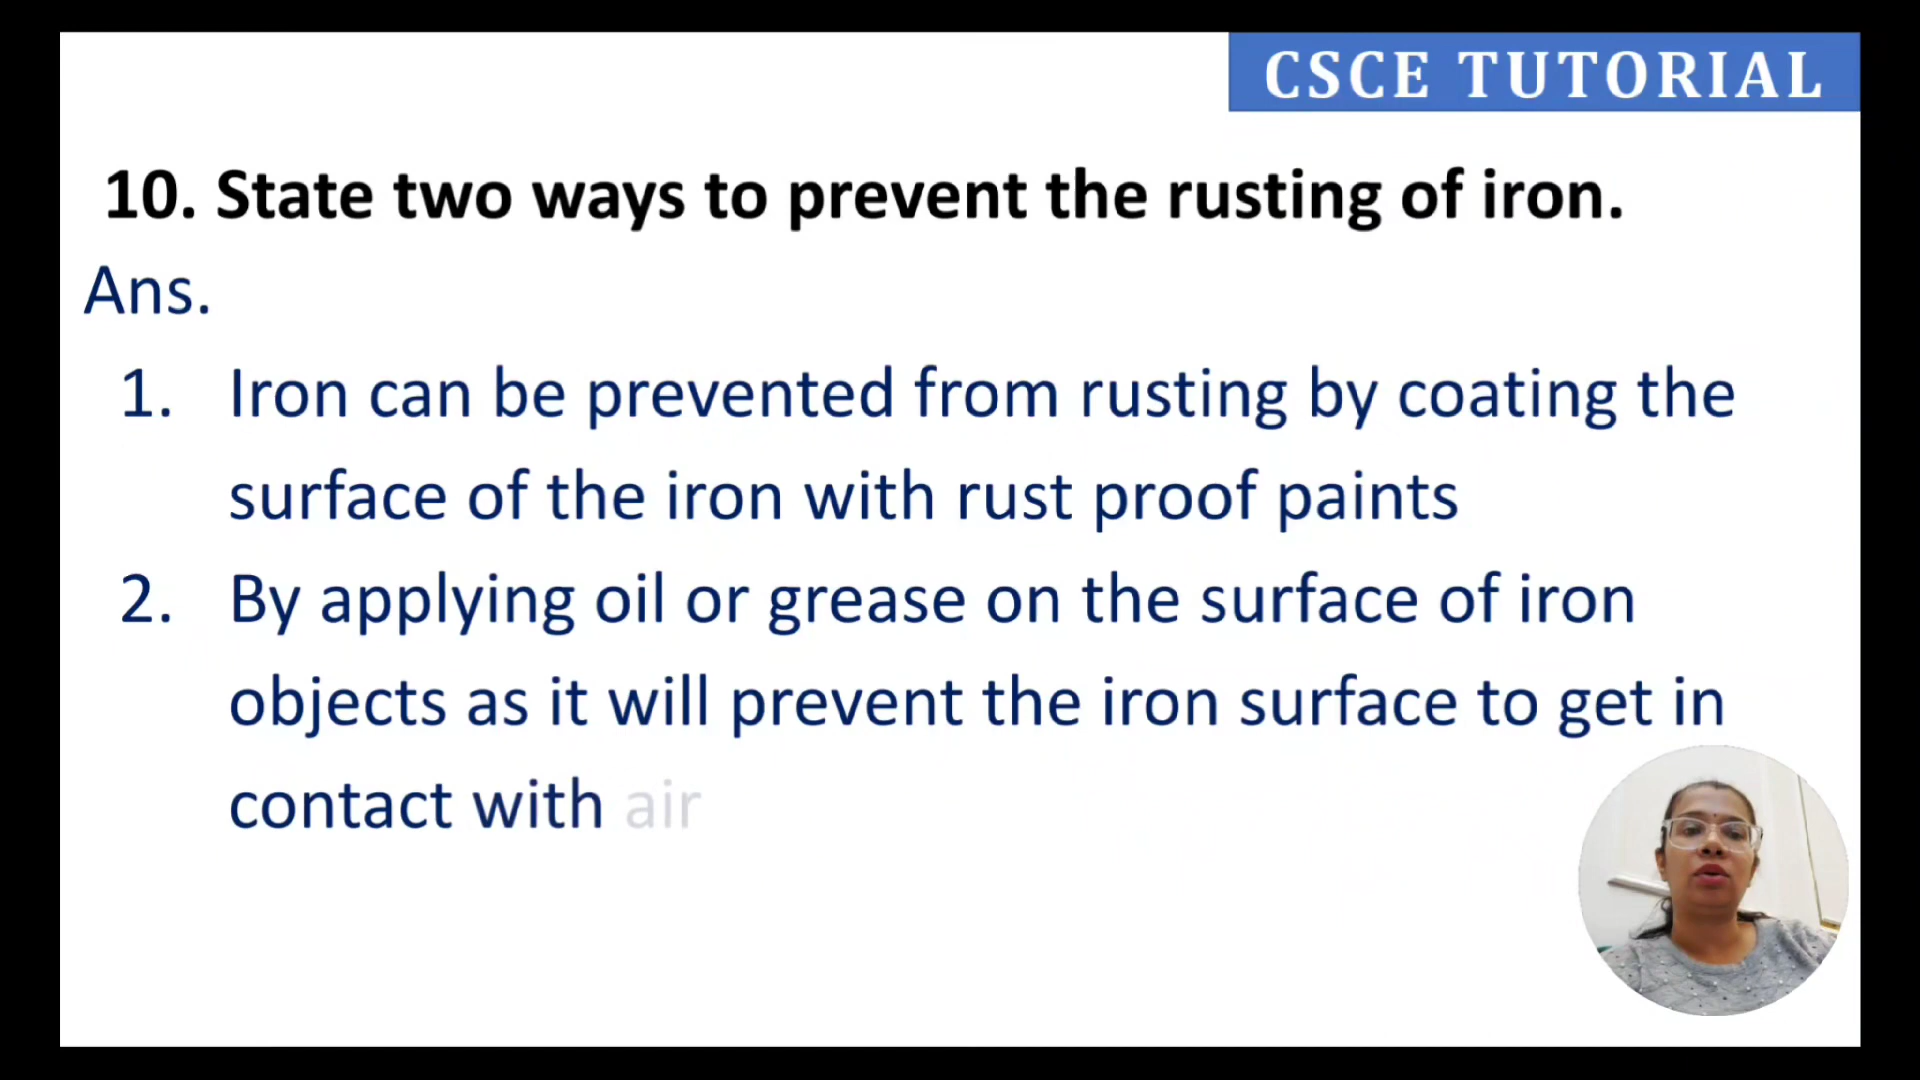 CSCE TUTORIAL
10. State two ways to prevent the rusting of iron.
Ans.
1. Iron can be prevented from rusting by coating the
surface of the iron with rust proof paints
2. By applying oil or grease on the surface of iron
objects as it will prevent the iron surface to get in
contact with air